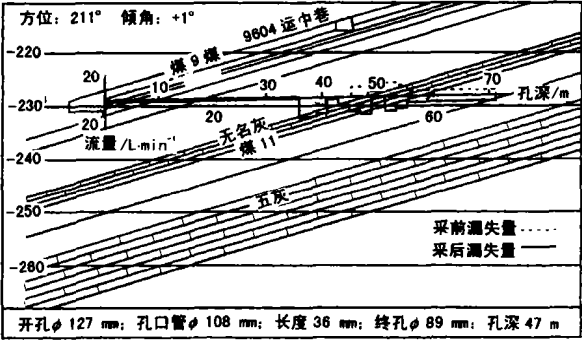 方位：211° 倾角：+1°
9604 运中巷
煤 9 煤
-220
20
10
30
40
50
70
孔深/m
-230
20
20
60
流量/L·min⁻¹
无名灰
煤 11
-240
五灰
-250
采前漏失量
采后漏失量
-260
开孔φ 127 mm；孔口管φ 108 mm；长度 36 mm；终孔φ 89 mm；孔深 47 m